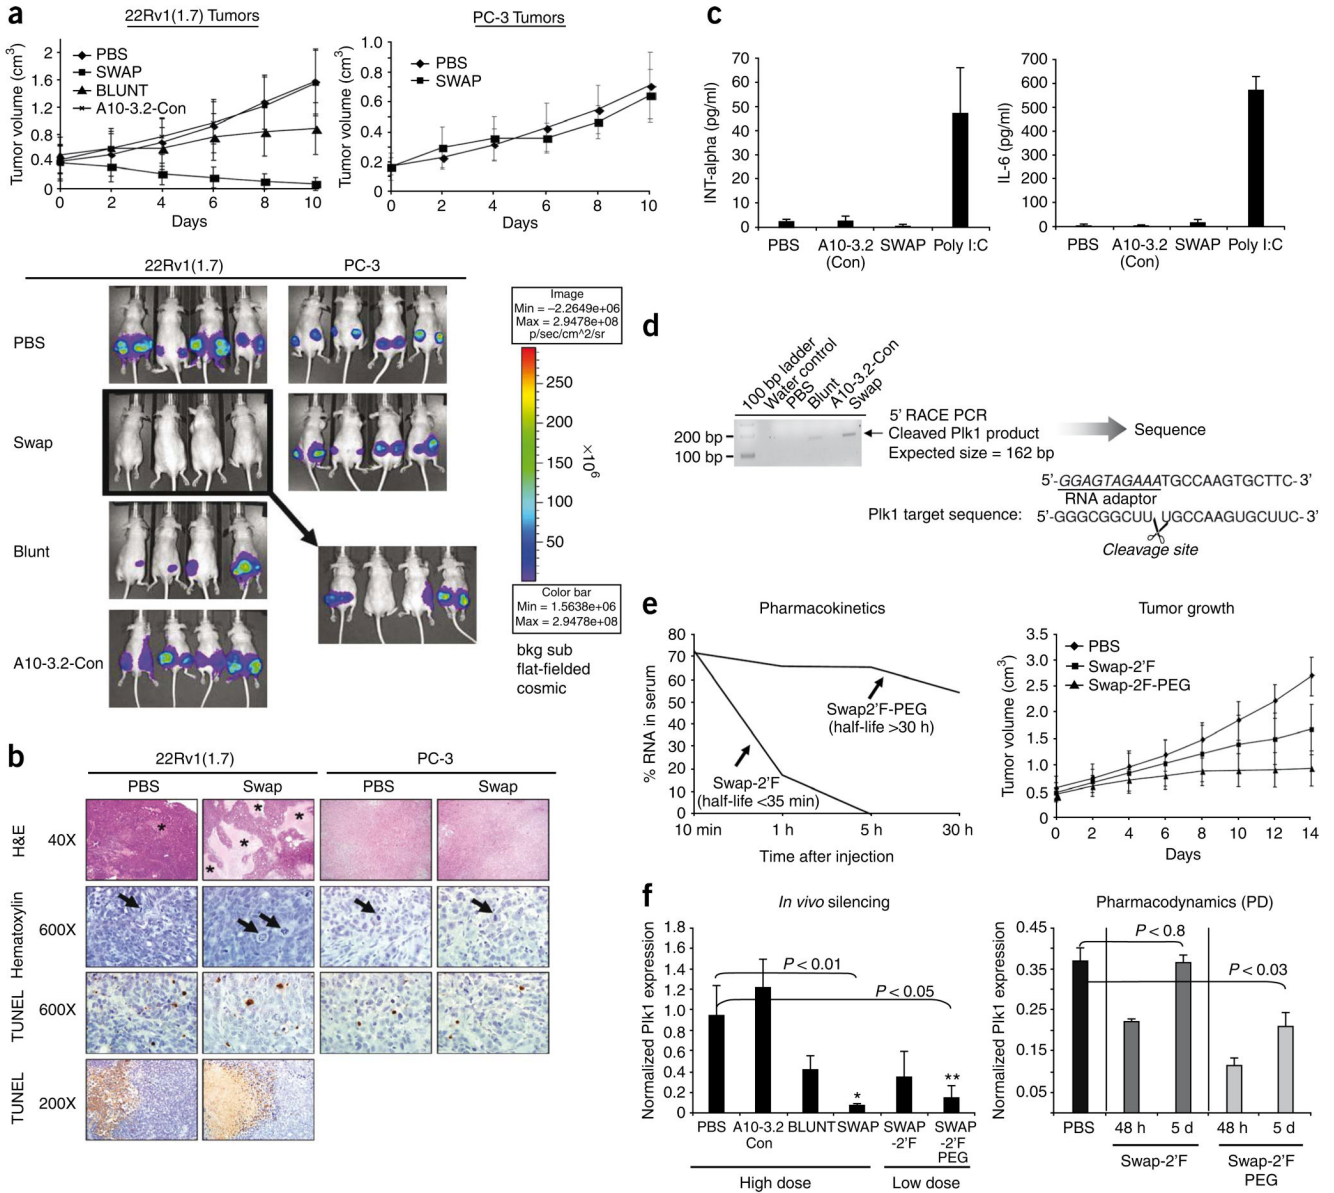 a
22Rv1(1.7) Tumors
Tumor volume (cm3)
2
1.6
1.2
0.8
0.4
0
PBS
SWAP
BLUNT
A10-3.2-Con
0 2 4 6 8 10
Days
PC-3 Tumors
Tumor volume (cm3)
1.0
0.8
0.6
0.4
0.2
0
PBS
SWAP
0 2 4 6 8 10
Days
22Rv1(1.7) PC-3
PBS
Swap
Blunt
A10-3.2-Con
Image
Min = −2.2649e+06
Max = 2.9478e+08
p/sec/cm^2/sr
250
200
150
100
50
×10⁶
Color bar
Min = 1.5638e+06
Max = 2.9478e+08
bkg sub
flat-fielded
cosmic
b
22Rv1(1.7) PC-3
PBS Swap PBS Swap
H&E 40X
* * * * *
Hematoxylin 600X
TUNEL 600X
TUNEL 200X
c
INT-alpha (pg/ml)
70
60
50
40
30
20
10
0
PBS A10-3.2 SWAP Poly I:C
(Con)
IL-6 (pg/ml)
700
600
500
400
300
200
100
0
PBS A10-3.2 SWAP Poly I:C
(Con)
d
100 bp ladder
Water control
PBS
Blunt
A10-3.2-Con
Swap
200 bp
100 bp
5′ RACE PCR
Cleaved Plk1 product
Expected size = 162 bp
Sequence
5′-GGAGTAGAAATGCCAAGTGCTTC-3′
RNA adaptor
Plk1 target sequence: 5′-GGGCGGCUU UGCCAAGUGCUUC-3′
Cleavage site
e
Pharmacokinetics
% RNA in serum
80
70
60
50
40
30
20
10
0
Swap2′F-PEG
(half-life >30 h)
Swap-2′F
(half-life <35 min)
10 min 1 h 5 h 30 h
Time after injection
Tumor growth
Tumor volume (cm3)
3.5
3.0
2.5
2.0
1.5
1.0
0.5
0
PBS
Swap-2′F
Swap-2F-PEG
0 2 4 6 8 10 12 14
Days
f
In vivo silencing
Normalized Plk1 expression
1.8
1.6
1.4
1.2
1.0
0.8
0.6
0.4
0.2
0
P < 0.01
P < 0.05
*
**
PBS A10-3.2 BLUNT SWAP SWAP SWAP
Con -2′F -2′F
PEG
High dose Low dose
Pharmacodynamics (PD)
Normalized Plk1 expression
0.45
0.35
0.25
0.15
0.05
P < 0.8
P < 0.03
PBS 48 h 5 d 48 h 5 d
Swap-2′F Swap-2′F
PEG